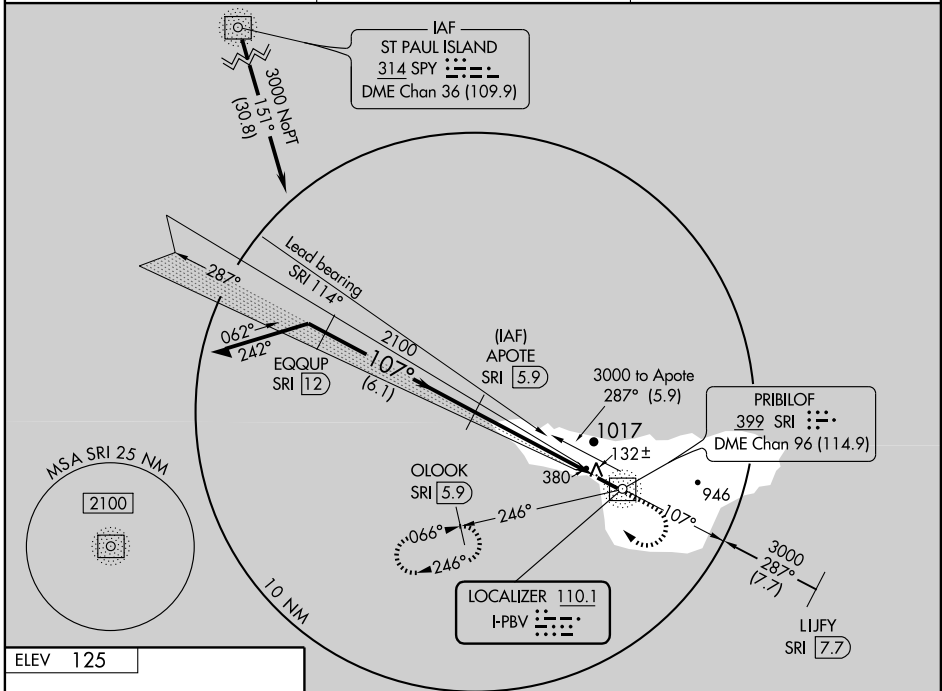 IAF
ST PAUL ISLAND
314 SPY
DME Chan 36 (109.9)
3000 NoPT
151°
(30.8)
Lead bearing
SRI 114°
287°
2100
062°
242°
EQQUP
SRI 12
107°
(6.1)
(IAF)
APOTE
SRI 5.9
3000 to Apote
287° (5.9)
PRIBILOF
399 SRI
DME Chan 96 (114.9)
1017
132±
380
946
OLOOK
SRI 5.9
246°
066°
246°
107°
MSA SRI 25 NM
2100
3000
287°
(7.7)
10 NM
LOCALIZER 110.1
I-PBV
LIJFY
SRI 7.7
ELEV 125